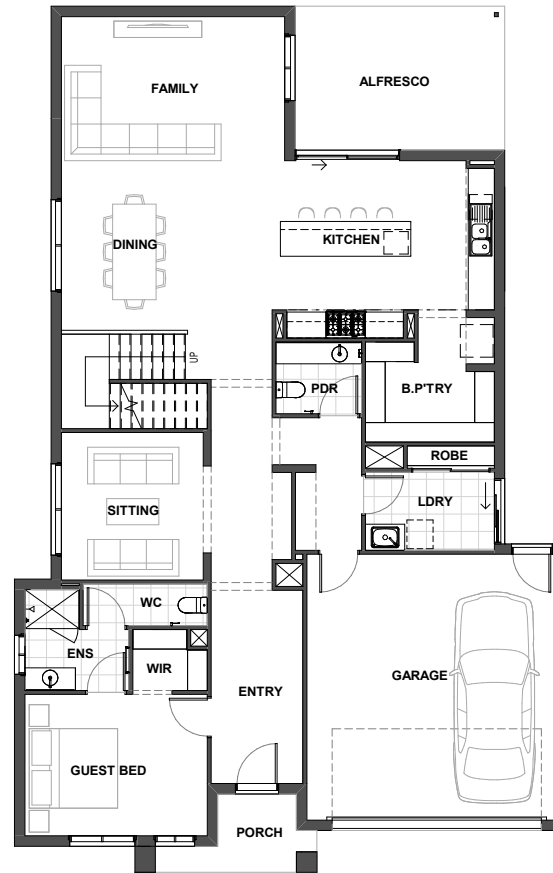 FAMILY
ALFRESCO
DINING
KITCHEN
UP
PDR
B.P'TRY
ROBE
SITTING
LDRY
WC
ENS
WIR
GARAGE
ENTRY
GUEST BED
PORCH